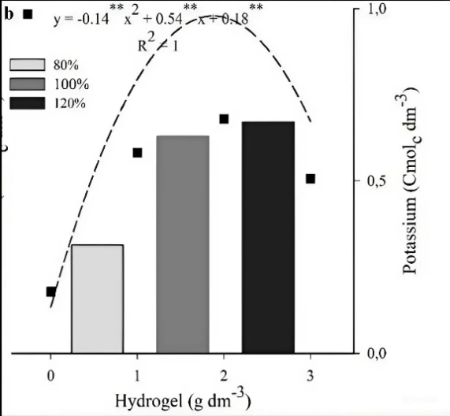 b ■ y = -0.14**x² + 0.54**x + 0.18**
R² = 1
80%
100%
120%
1,0
0,5
0,0
Potassium (Cmolc dm⁻³)
0 1 2 3
Hydrogel (g dm⁻³)